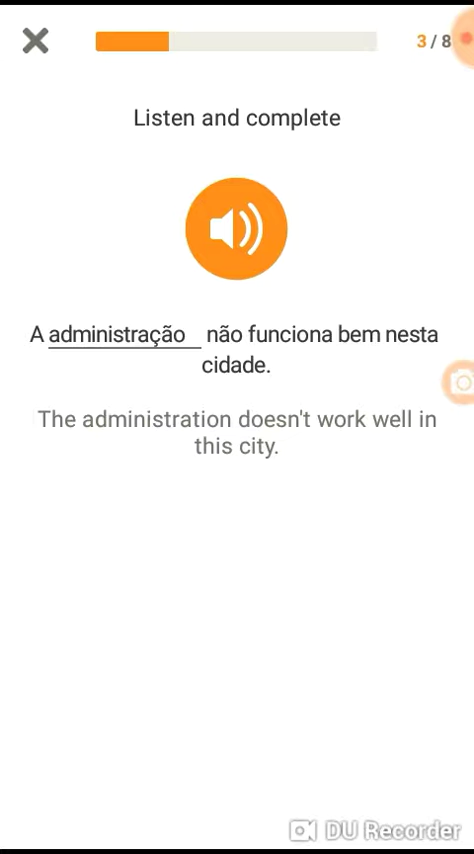 3 / 8
Listen and complete
A administração não funciona bem nesta
cidade.
The administration doesn't work well in
this city.
DU Recorder